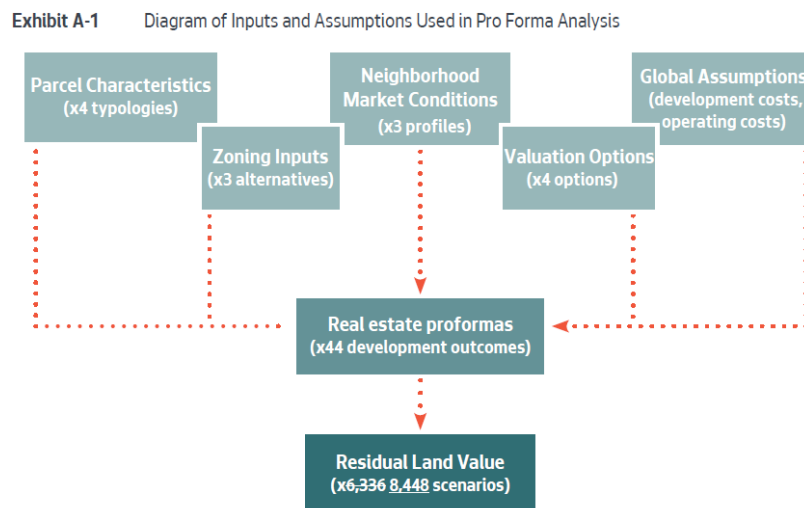 Exhibit A-1 Diagram of Inputs and Assumptions Used in Pro Forma Analysis
Parcel Characteristics
(x4 typologies)
Zoning Inputs
(x3 alternatives)
Neighborhood
Market Conditions
(x3 profiles)
Valuation Options
(x4 options)
Global Assumptions
(development costs,
operating costs)
Real estate proformas
(x44 development outcomes)
Residual Land Value
(x6,336 8,448 scenarios)